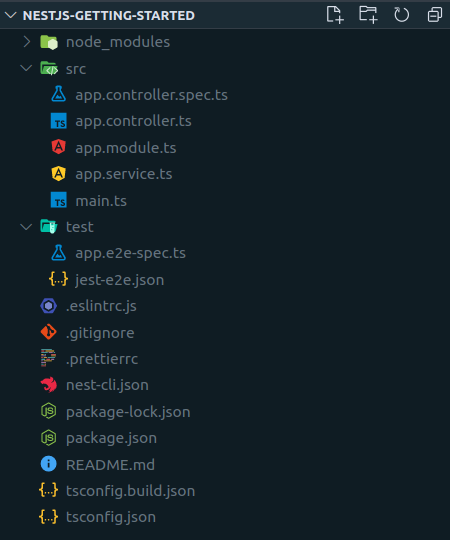 NESTJS-GETTING-STARTED
node_modules
src
app.controller.spec.ts
app.controller.ts
app.module.ts
app.service.ts
main.ts
test
app.e2e-spec.ts
jest-e2e.json
.eslintrc.js
.gitignore
.prettierrc
nest-cli.json
package-lock.json
package.json
README.md
tsconfig.build.json
tsconfig.json